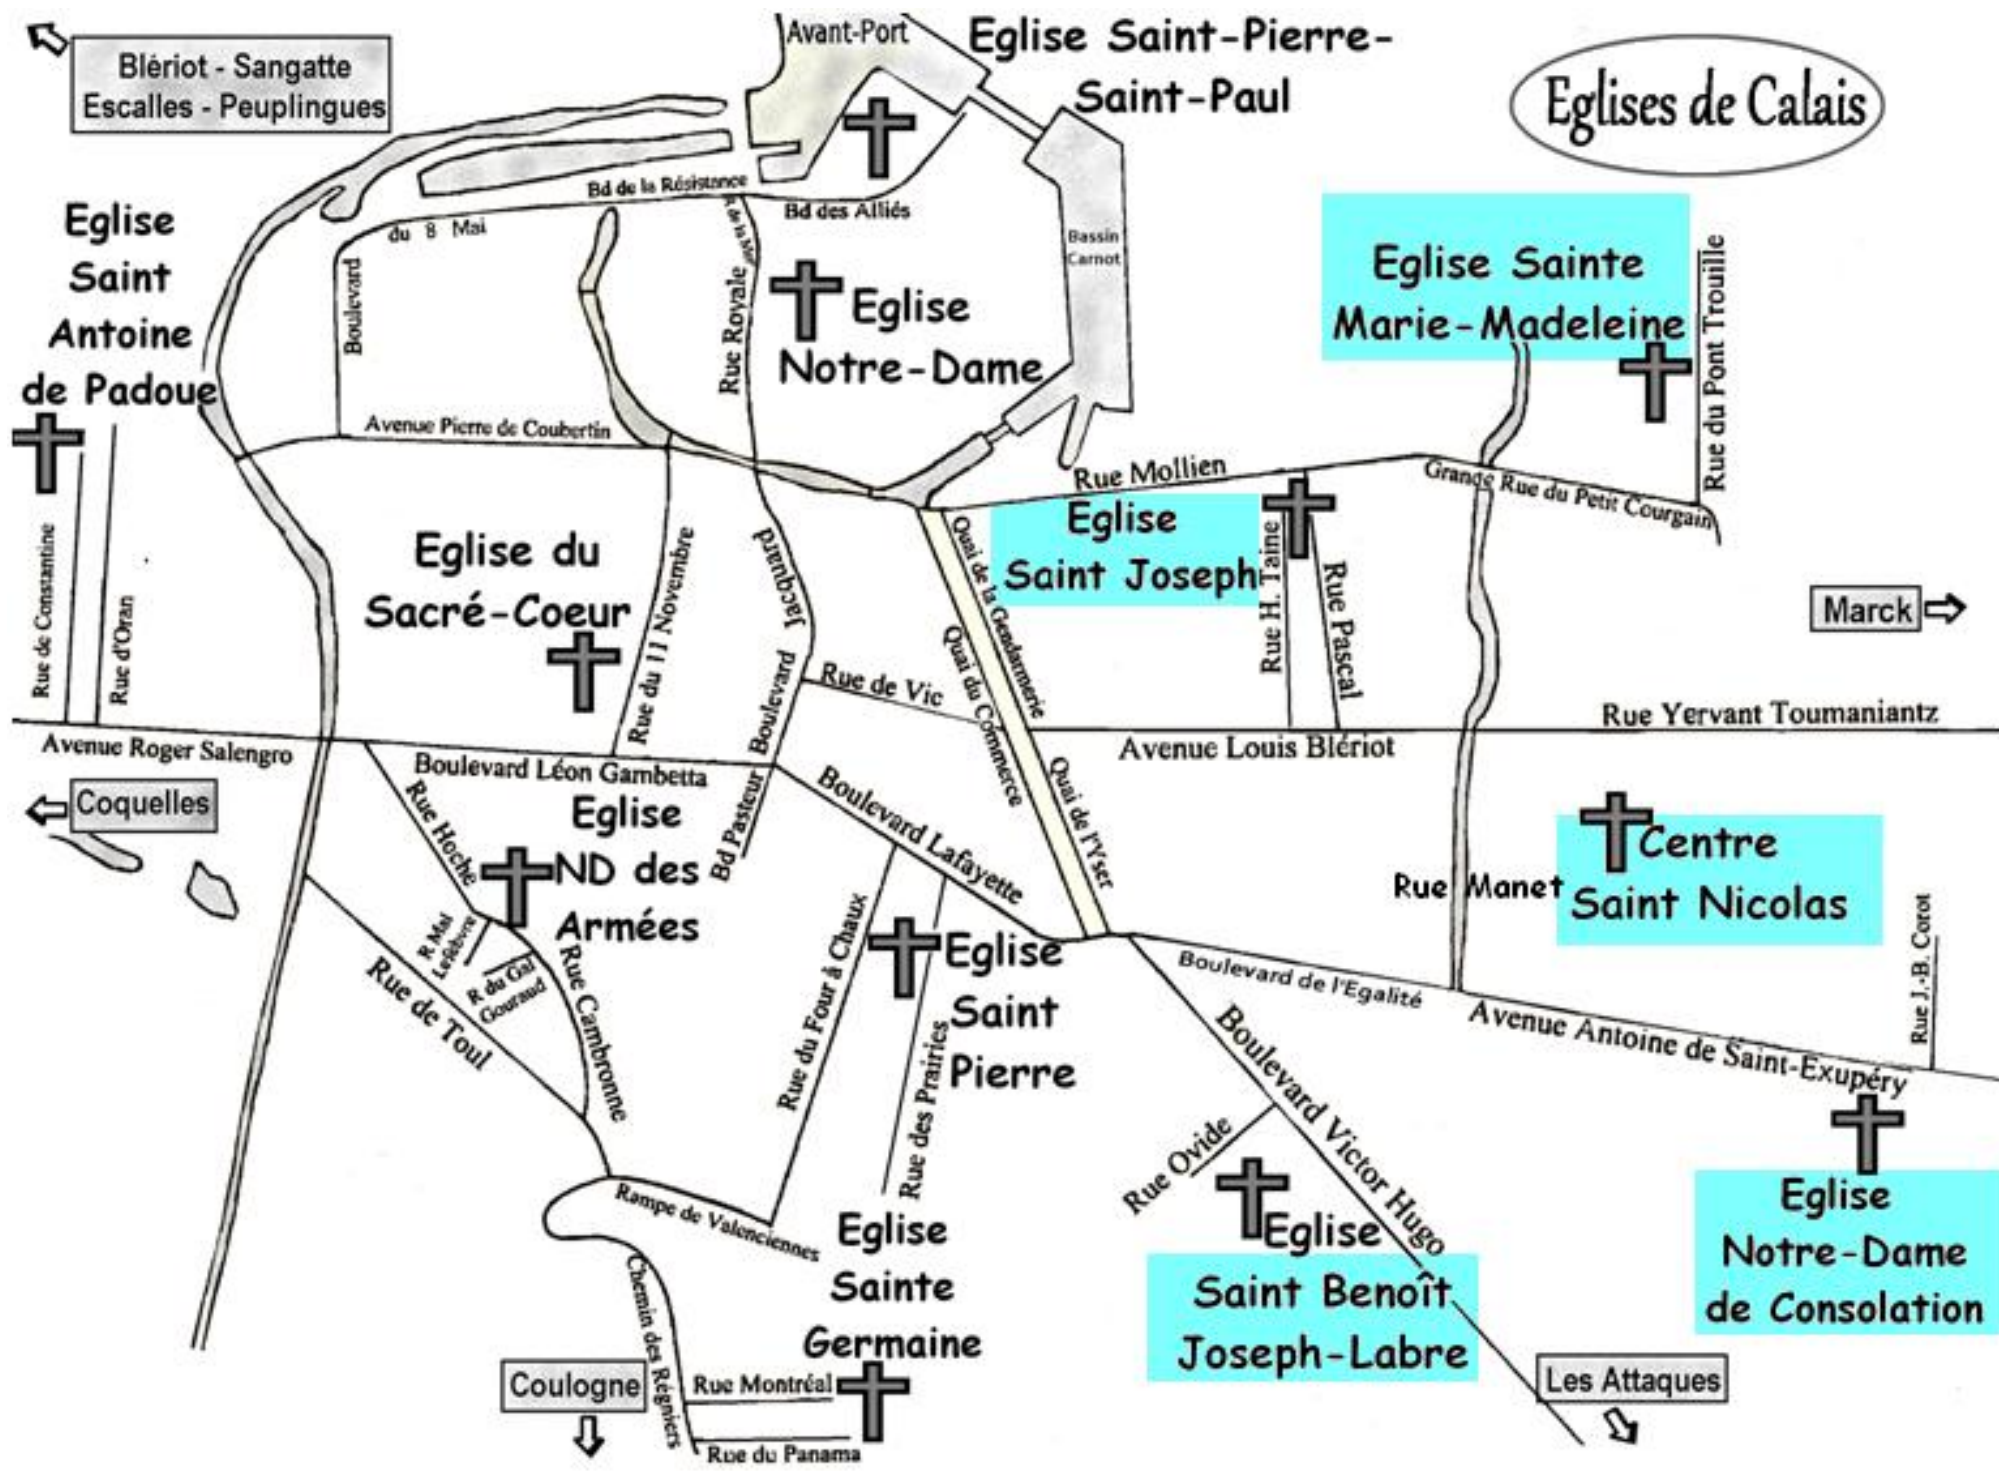 Avant-Port
Eglise Saint-Pierre-
Saint-Paul
Eglises de Calais
Blériot - Sangatte
Escalles - Peuplingues
Bd de la Résistance
Bd des Alliés
du 8 Mai
Boulevard
Bassin
Carnot
Eglise
Saint
Antoine
de Padoue
Rue Royale
Eglise
Notre-Dame
Eglise Sainte
Marie-Madeleine
Rue du Pont Trouille
Avenue Pierre de Coubertin
Rue Mollien
Grande Rue du Petit Courgain
Eglise
Saint Joseph
Rue H. Taine
Rue Pascal
Quai de la Gendarmerie
Quai du Commerce
Jacquard
Boulevard
Eglise du
Sacré-Coeur
Rue du 11 Novembre
Rue de Constantine
Rue d'Oran
Marck
Rue de Vic
Rue Yervant Toumaniantz
Avenue Louis Blériot
Avenue Roger Salengro
Boulevard Léon Gambetta
Coquelles
Rue Hoche
Eglise
ND des
Armées
Bd Pasteur
Boulevard Lafayette
Quai de l'Yser
Centre
Saint Nicolas
Rue Manet
Rue J.-B. Corot
R Mal
Lefèbvre
R du Gal
Gouraud
Rue Cambronne
Rue de Toul
Rue du Four à Chaux
Eglise
Saint
Pierre
Rue des Prairies
Boulevard de l'Egalité
Avenue Antoine de Saint-Exupéry
Boulevard Victor Hugo
Rue Ovide
Eglise
Saint Benoît
Joseph-Labre
Eglise
Notre-Dame
de Consolation
Rampe de Valenciennes
Eglise
Sainte
Germaine
Chemin des Régniers
Rue Montréal
Rue du Panama
Coulogne
Les Attaques